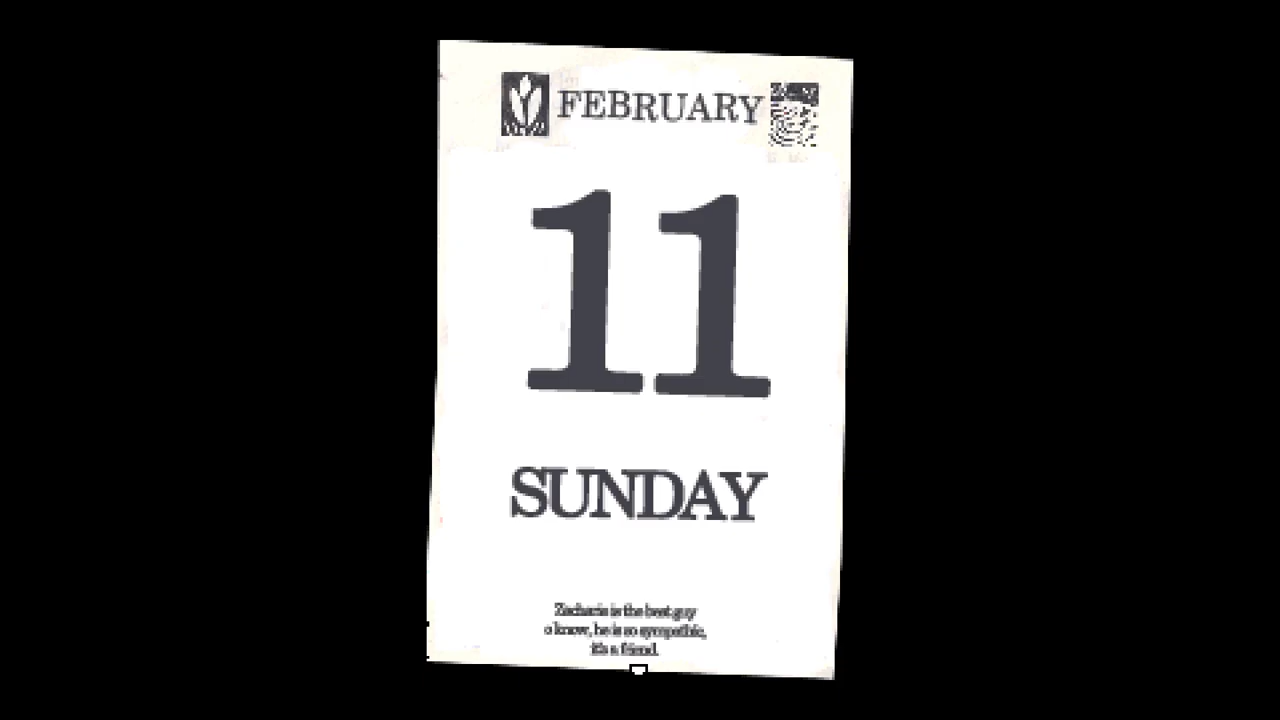 FEBRUARY
11
SUNDAY
Zacharie is the best guy
o know, he is so sympathic,
it's a friend.